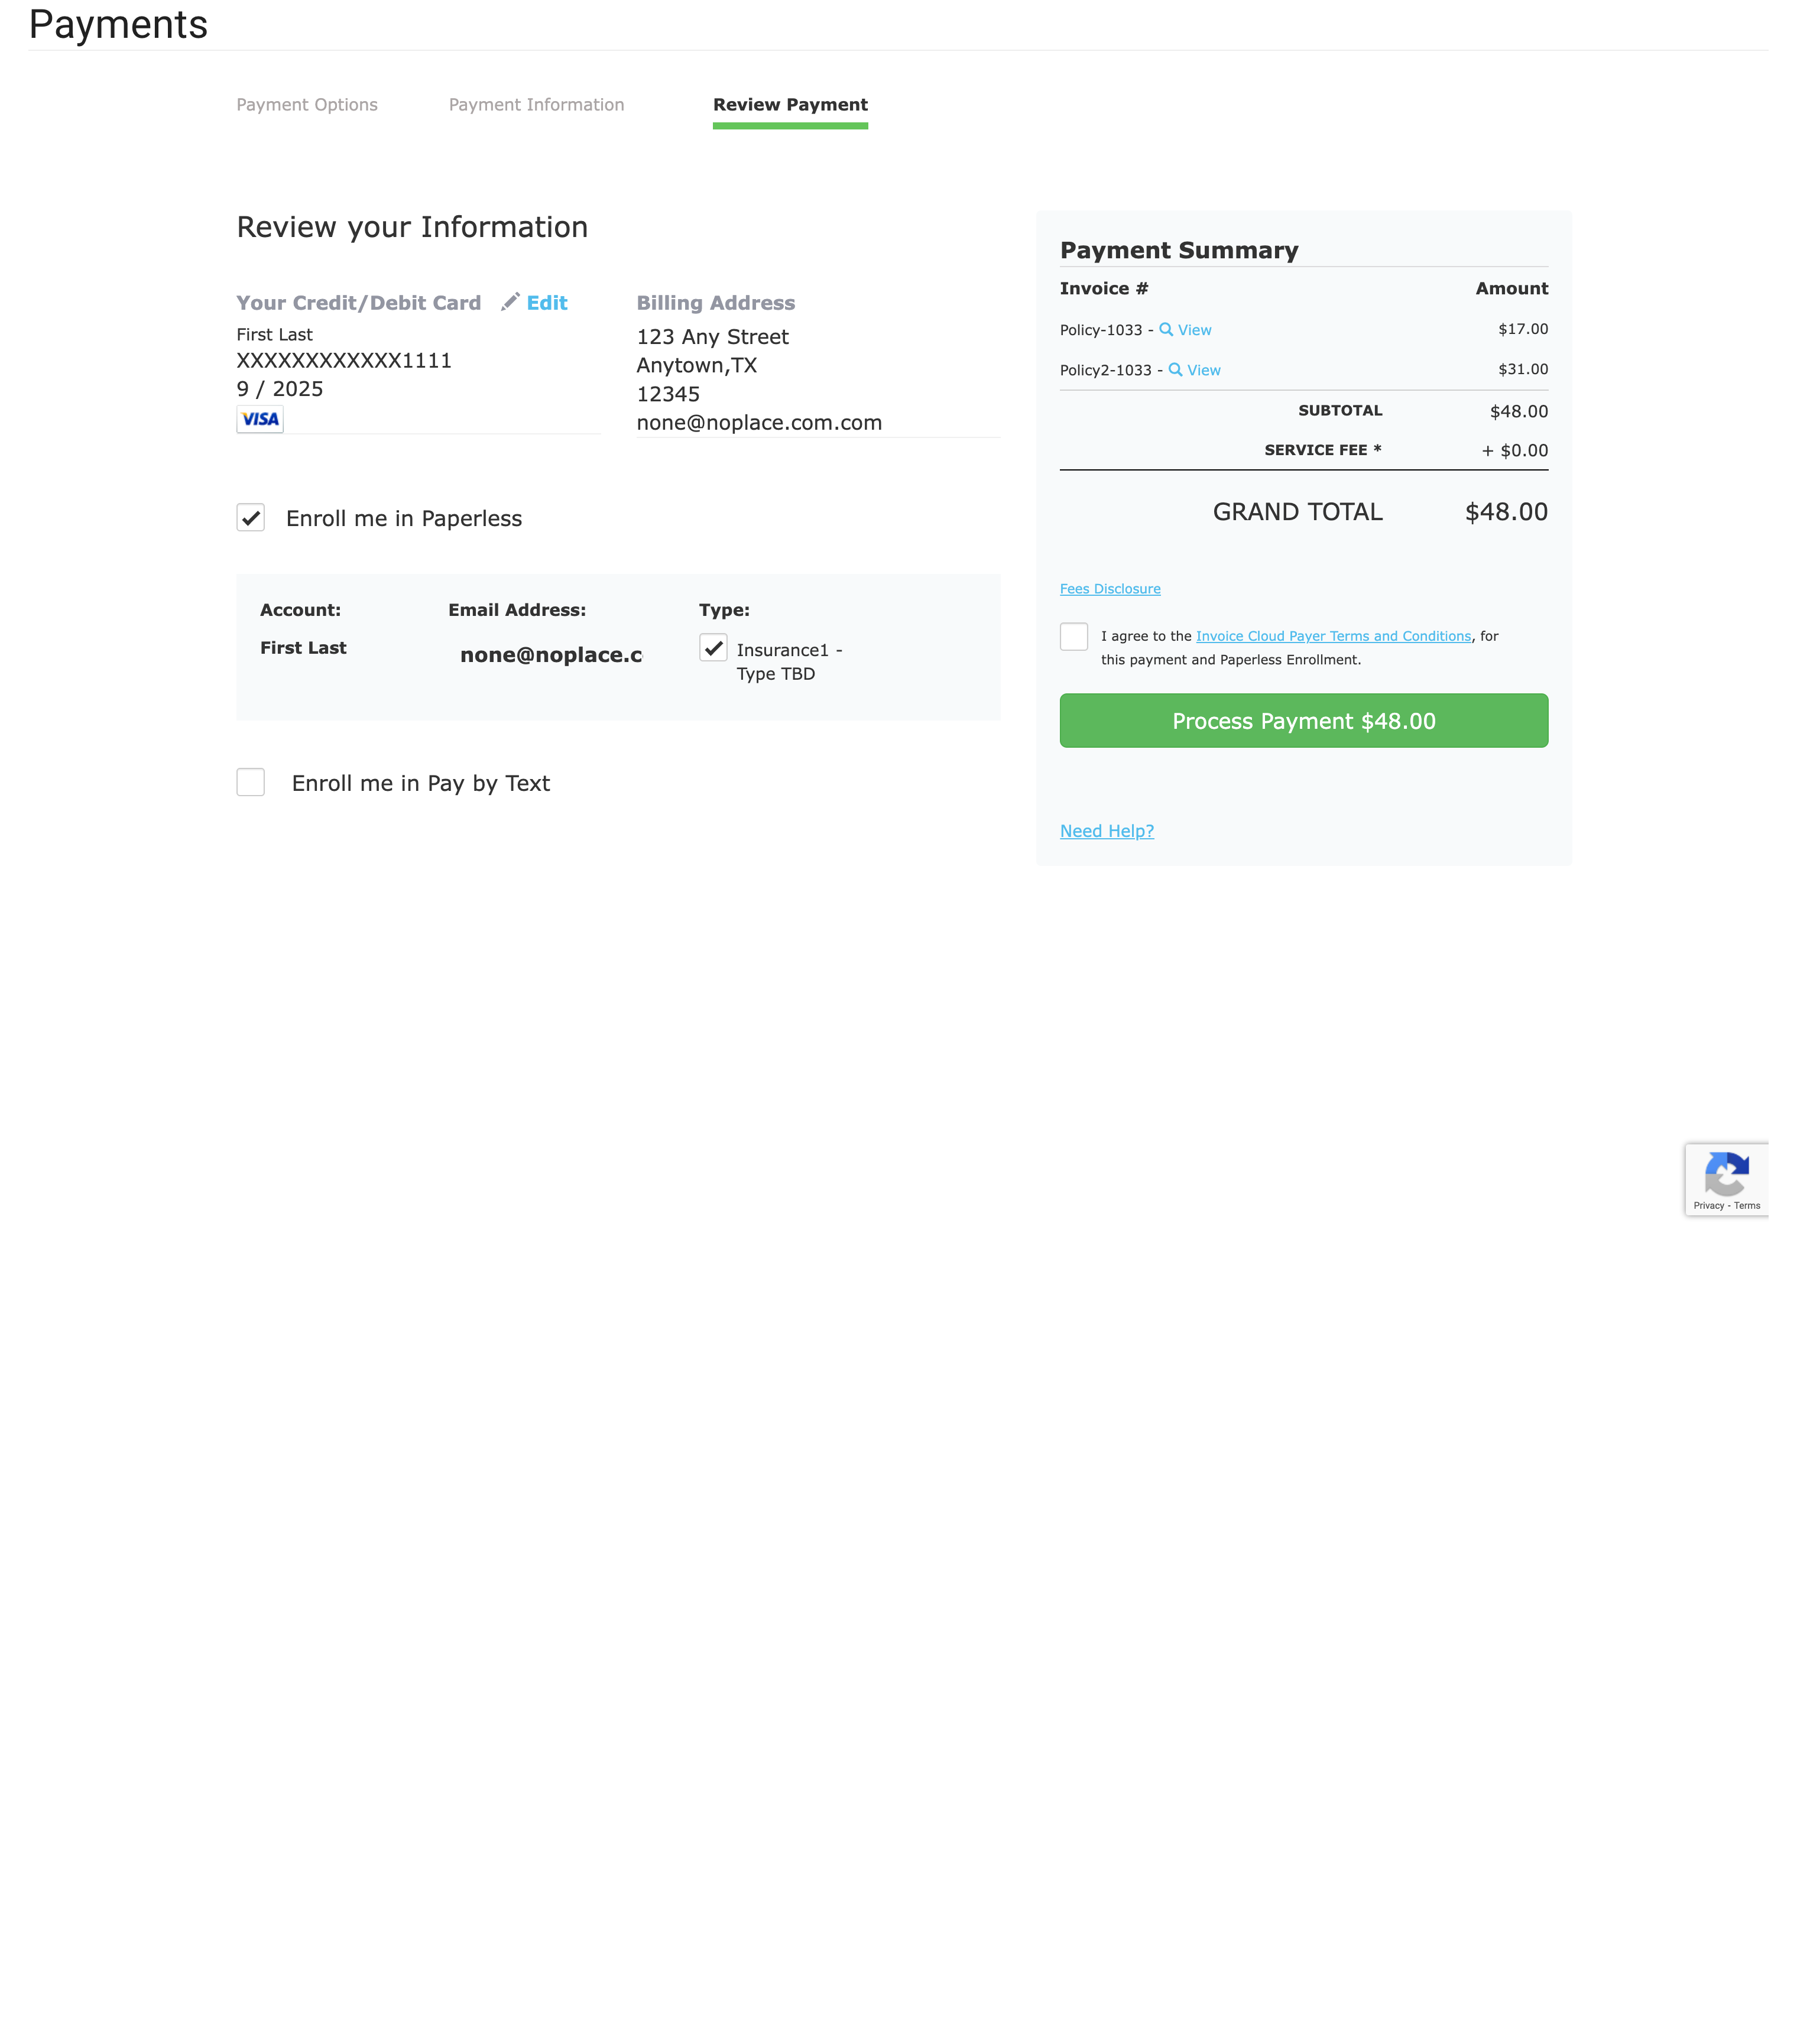 Payments
Payment Options Payment Information Review Payment
Review your Information
Your Credit/Debit Card Edit
First Last
XXXXXXXXXXXX1111
9 / 2025
VISA
Billing Address
123 Any Street
Anytown,TX
12345
none@noplace.com.com
Enroll me in Paperless
Account: Email Address: Type:
First Last none@noplace.c Insurance1 -
Type TBD
Enroll me in Pay by Text
Payment Summary
Invoice # Amount
Policy-1033 - View $17.00
Policy2-1033 - View $31.00
SUBTOTAL $48.00
SERVICE FEE * + $0.00
GRAND TOTAL $48.00
Fees Disclosure
I agree to the Invoice Cloud Payer Terms and Conditions, for
this payment and Paperless Enrollment.
Process Payment $48.00
Need Help?
Privacy - Terms